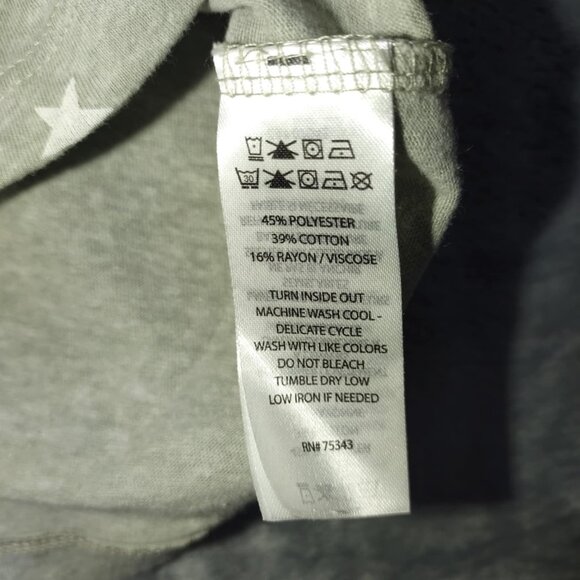 30
45% POLYESTER
39% COTTON
16% RAYON / VISCOSE
TURN INSIDE OUT
MACHINE WASH COOL -
DELICATE CYCLE
WASH WITH LIKE COLORS
DO NOT BLEACH
TUMBLE DRY LOW
LOW IRON IF NEEDED
RN# 75343